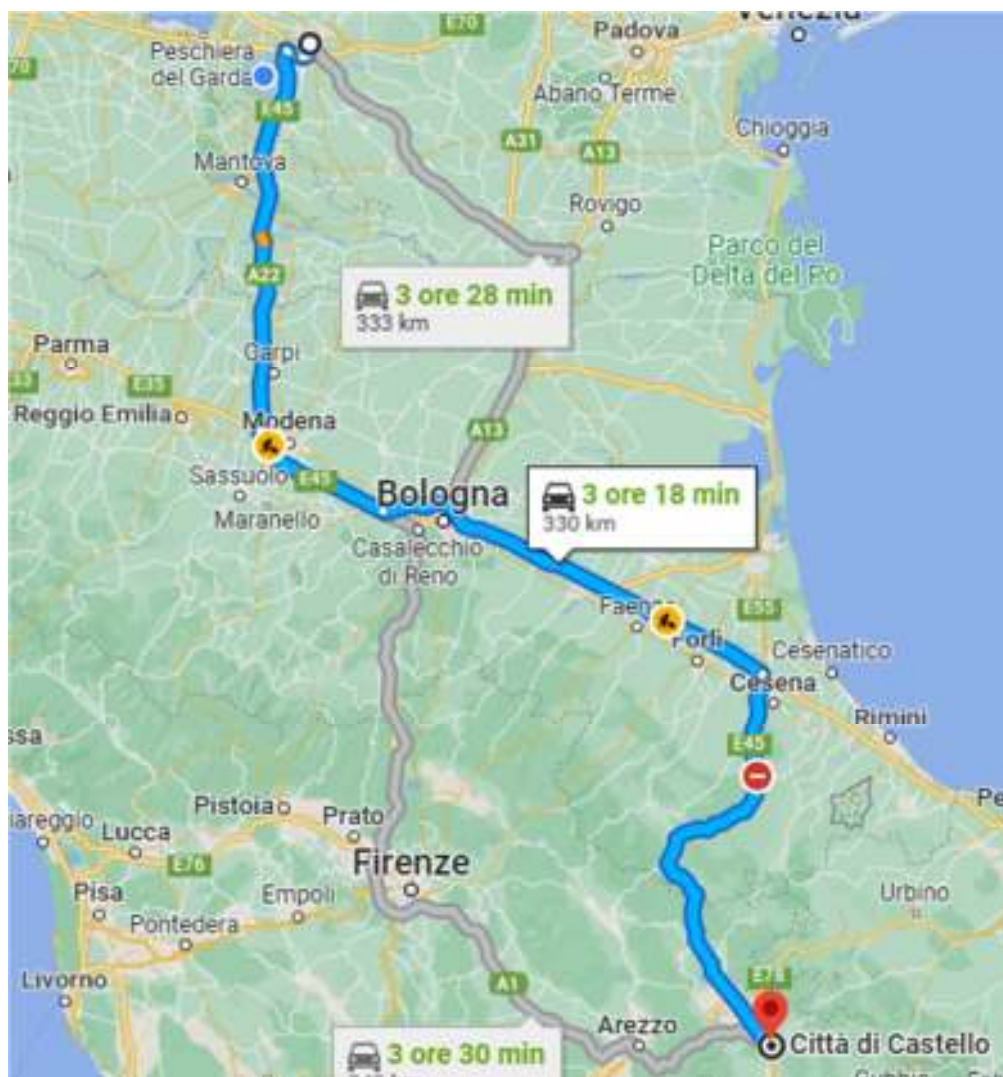 Venezia
E70
Peschiera
del Garda
Padova
E70
Abano Terme
E45
A31
Chioggia
A13
Mantova
Rovigo
Parco del
Delta del Po
A22
3 ore 28 min
333 km
Parma
Carpi
E35
Reggio Emilia
Modena
A13
Sassuolo
E45
Bologna
3 ore 18 min
330 km
Maranello
Casalecchio
di Reno
Faenza
E55
Forlì
Cesenatico
Cesena
Rimini
E45
Pistoia
Prato
Lucca
E76
Firenze
Empoli
Pisa
Urbino
Pontedera
E78
Livorno
A1
Arezzo
Città di Castello
3 ore 30 min